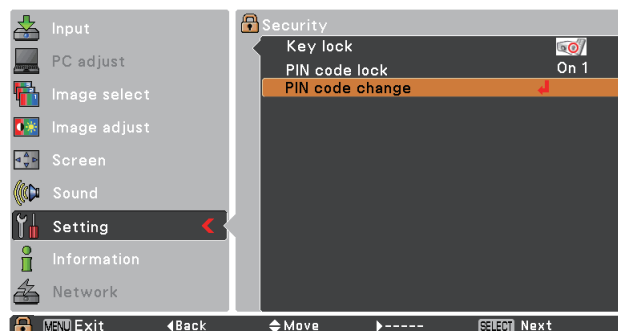 Input
PC adjust
Image select
Image adjust
Screen
Sound
Setting
Information
Network
Security
Key lock
PIN code lock On 1
PIN code change
MENU Exit Back Move ----- SELECT Next